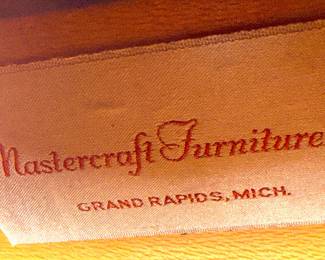 Mastercraft Furniture
GRAND RAPIDS, MICH.